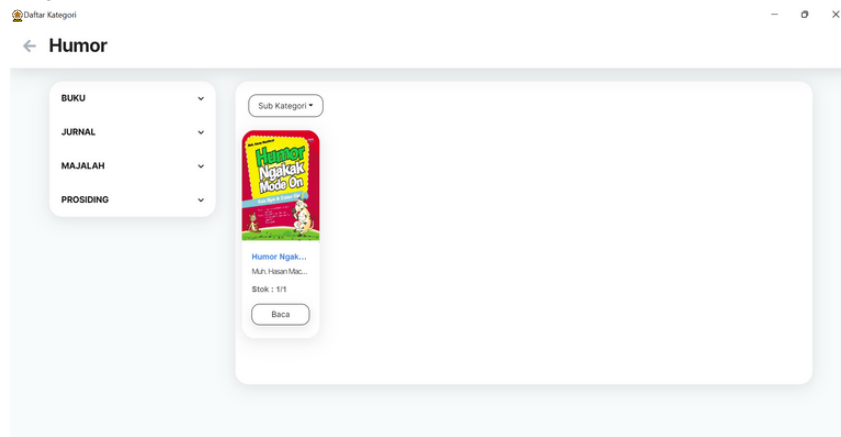 Daftar Kategori
Humor
BUKU
JURNAL
MAJALAH
PROSIDING
Sub Kategori
Humor
Ngakak
Mode On
Humor Ngak...
Muh. Hasan Mac...
Stok : 1/1
Baca